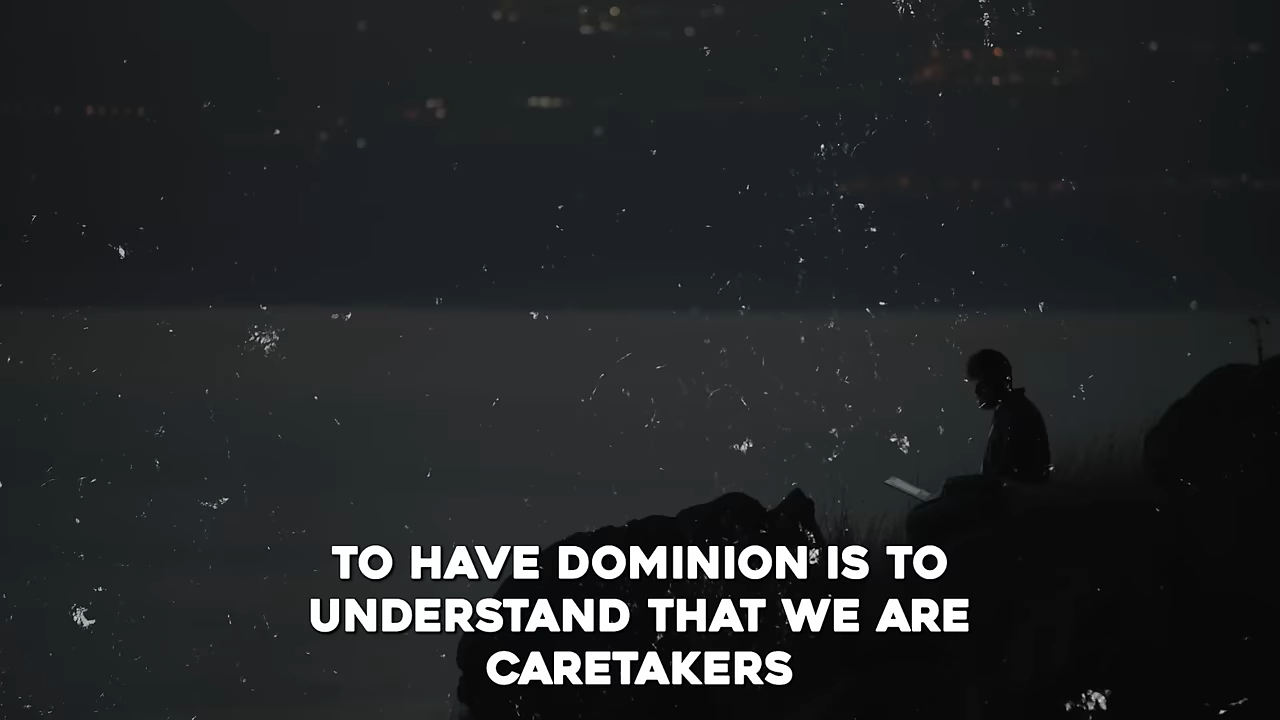 TO HAVE DOMINION IS TO
UNDERSTAND THAT WE ARE
CARETAKERS